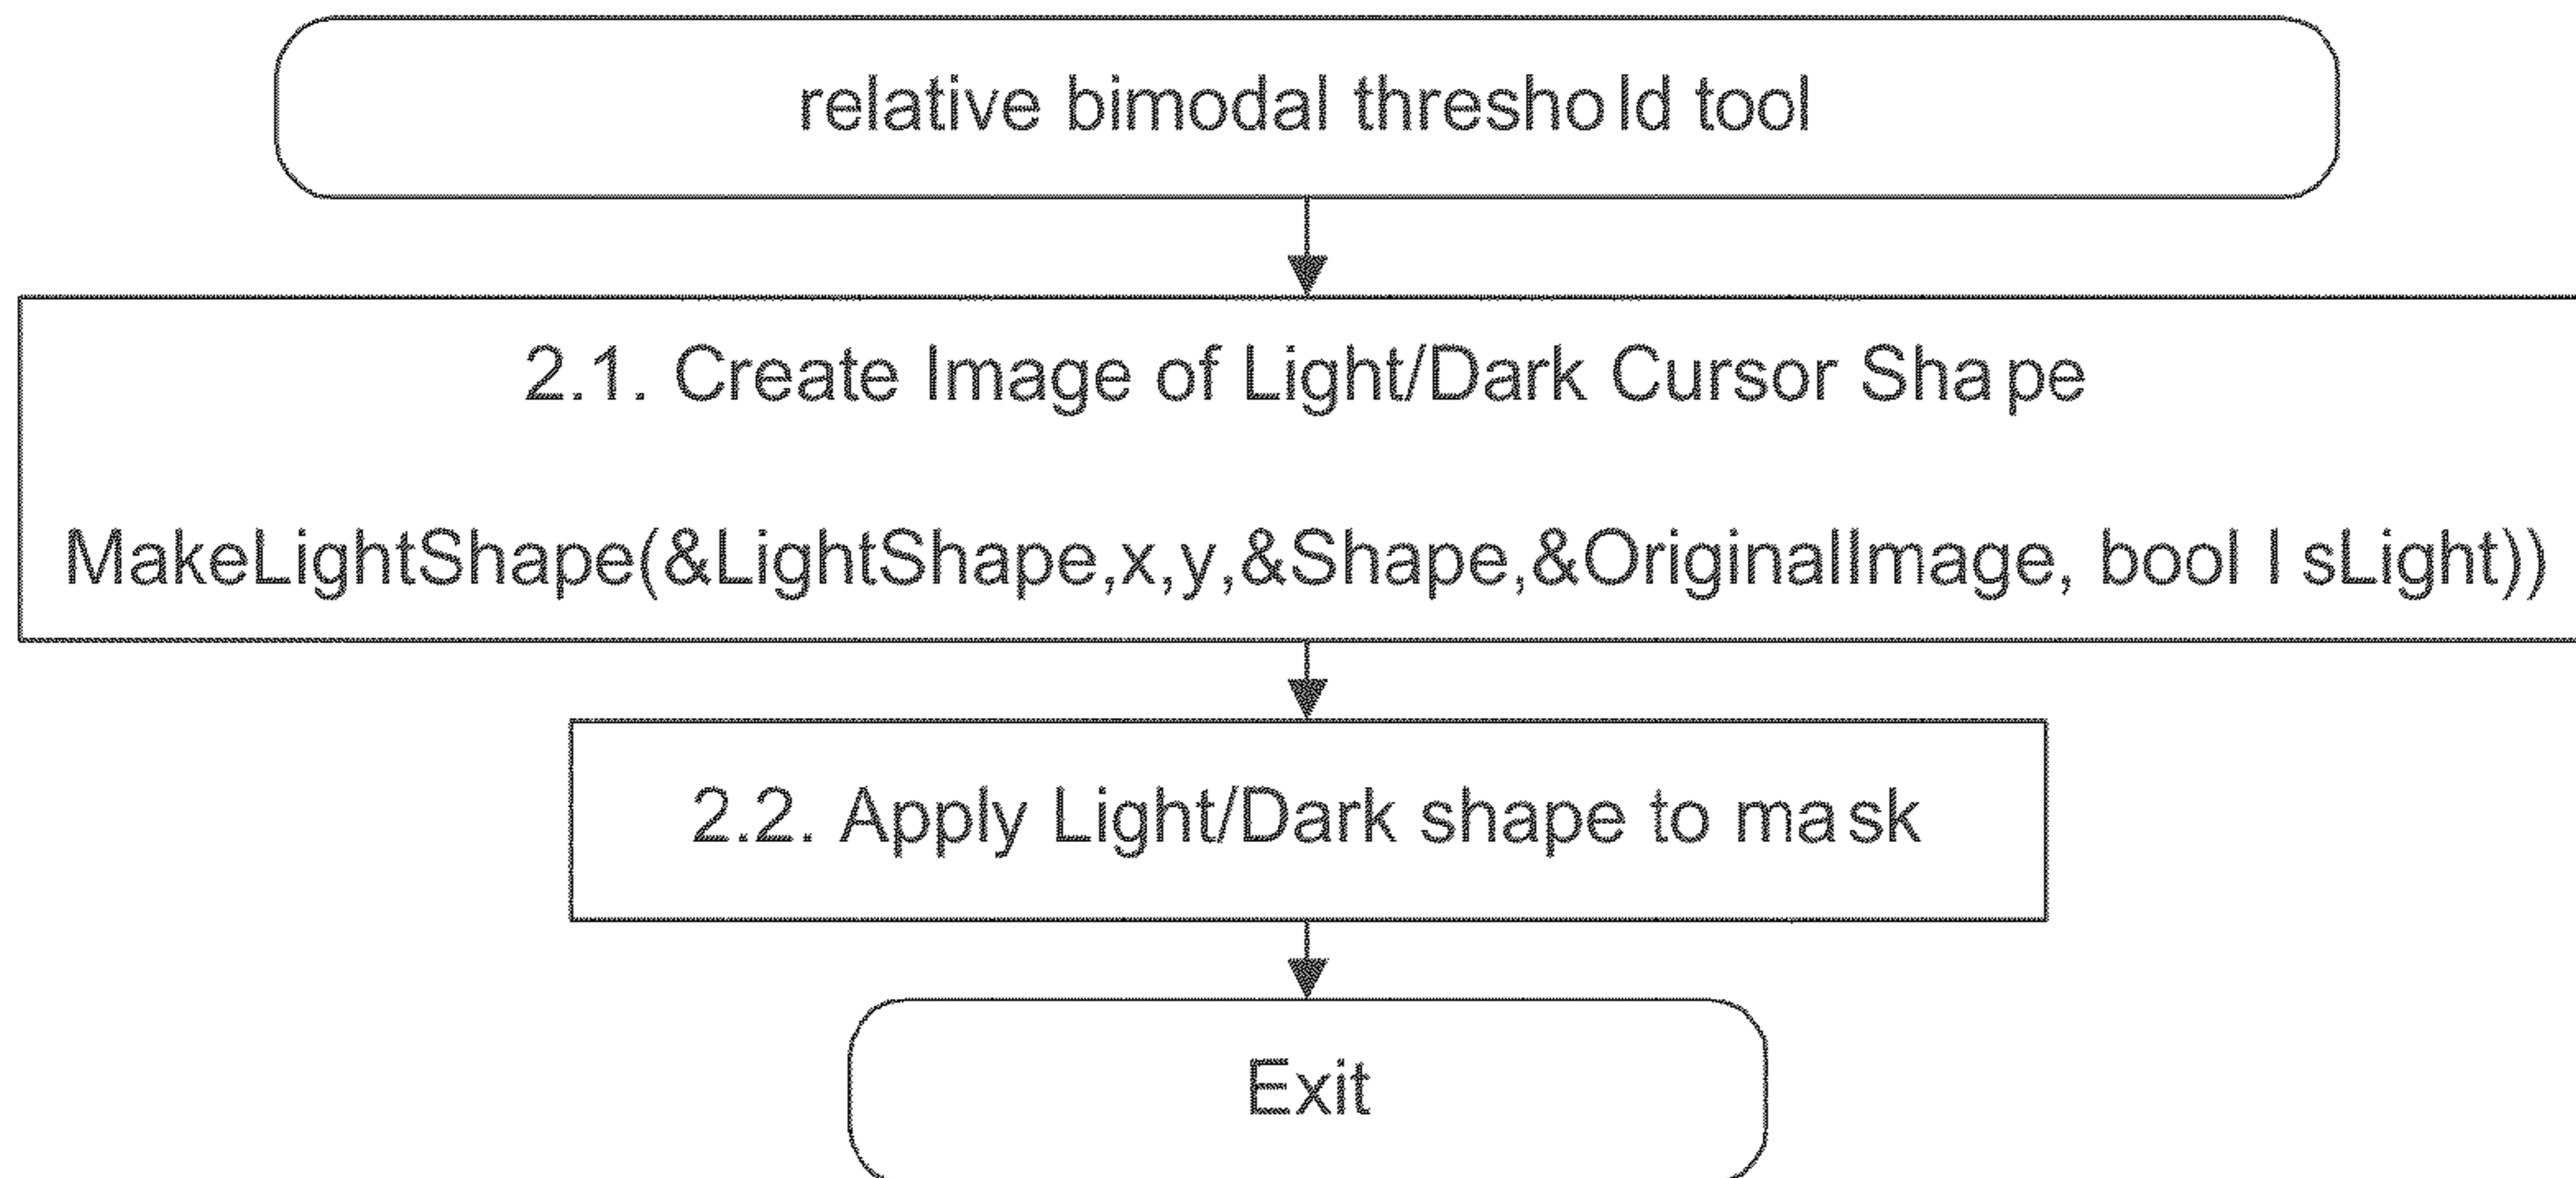 relative bimodal threshold tool
2.1. Create Image of Light/Dark Cursor Shape
MakeLightShape(&LightShape,x,y,&Shape,&OriginalImage, bool I sLight))
2.2. Apply Light/Dark shape to mask
Exit